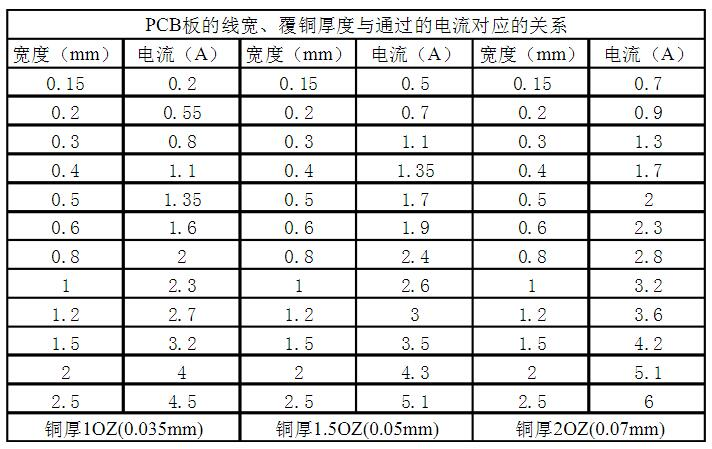 PCB板的线宽、覆铜厚度与通过的电流对应的关系
宽度（mm） 电流（A） 宽度（mm） 电流（A） 宽度（mm） 电流（A）
0.15 0.2 0.15 0.5 0.15 0.7
0.2 0.55 0.2 0.7 0.2 0.9
0.3 0.8 0.3 1.1 0.3 1.3
0.4 1.1 0.4 1.35 0.4 1.7
0.5 1.35 0.5 1.7 0.5 2
0.6 1.6 0.6 1.9 0.6 2.3
0.8 2 0.8 2.4 0.8 2.8
1 2.3 1 2.6 1 3.2
1.2 2.7 1.2 3 1.2 3.6
1.5 3.2 1.5 3.5 1.5 4.2
2 4 2 4.3 2 5.1
2.5 4.5 2.5 5.1 2.5 6
铜厚1OZ(0.035mm) 铜厚1.5OZ(0.05mm) 铜厚2OZ(0.07mm)